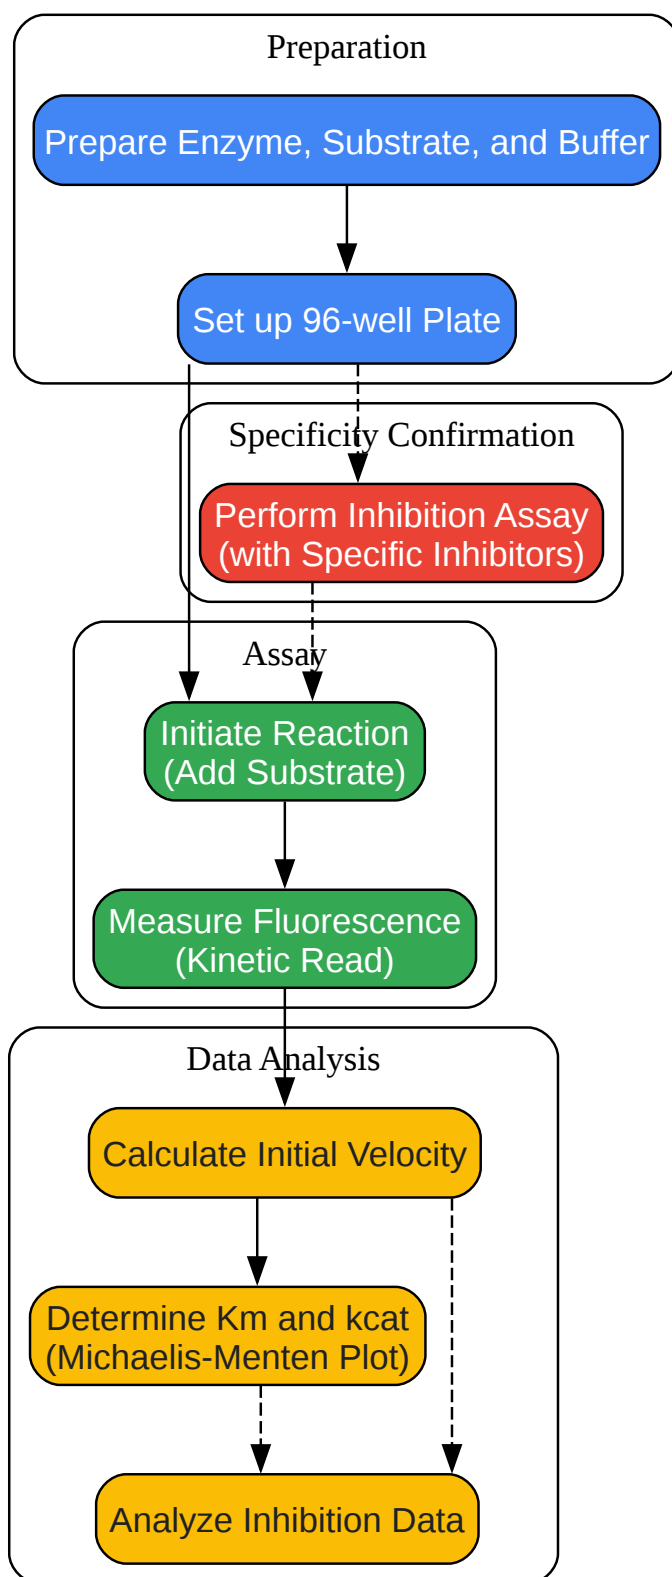 Preparation
Prepare Enzyme, Substrate, and Buffer
Set up 96-well Plate
Specificity Confirmation
Perform Inhibition Assay
(with Specific Inhibitors)
Assay
Initiate Reaction
(Add Substrate)
Measure Fluorescence
(Kinetic Read)
Data Analysis
Calculate Initial Velocity
Determine Km and kcat
(Michaelis-Menten Plot)
Analyze Inhibition Data